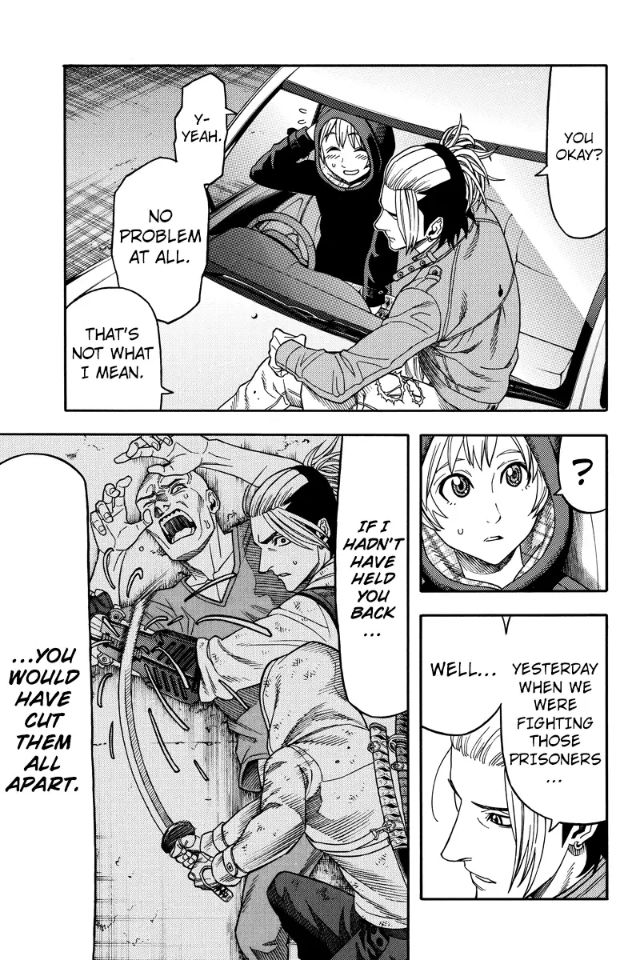 YOU
OKAY?
Y-
YEAH.
NO
PROBLEM
AT ALL.
THAT'S
NOT WHAT
I MEAN.
?
YESTERDAY
WHEN WE
WERE
FIGHTING
THOSE
PRISONERS
...
WELL...
IF I
HADN'T
HAVE
HELD
YOU
BACK
...
...YOU
WOULD
HAVE
CUT
THEM
ALL
APART.